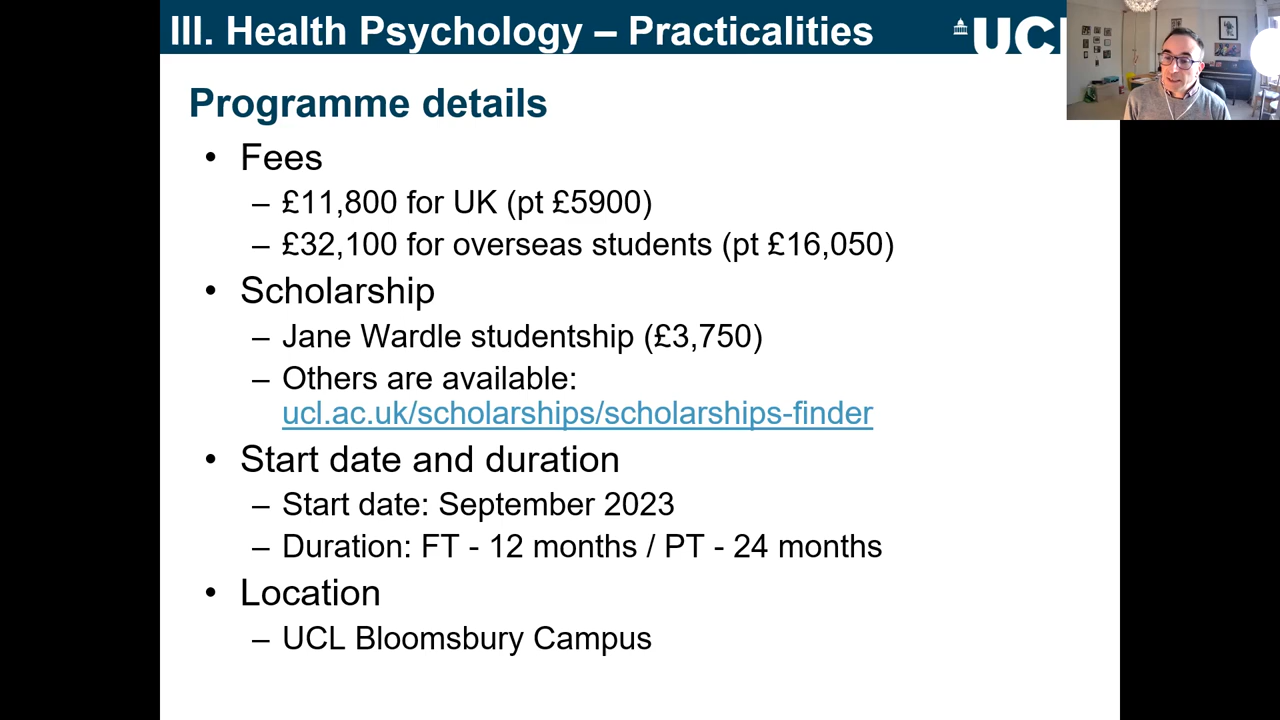 III. Health Psychology – Practicalities
UCL
Programme details
• Fees
– £11,800 for UK (pt £5900)
– £32,100 for overseas students (pt £16,050)
• Scholarship
– Jane Wardle studentship (£3,750)
– Others are available:
ucl.ac.uk/scholarships/scholarships-finder
• Start date and duration
– Start date: September 2023
– Duration: FT - 12 months / PT - 24 months
• Location
– UCL Bloomsbury Campus